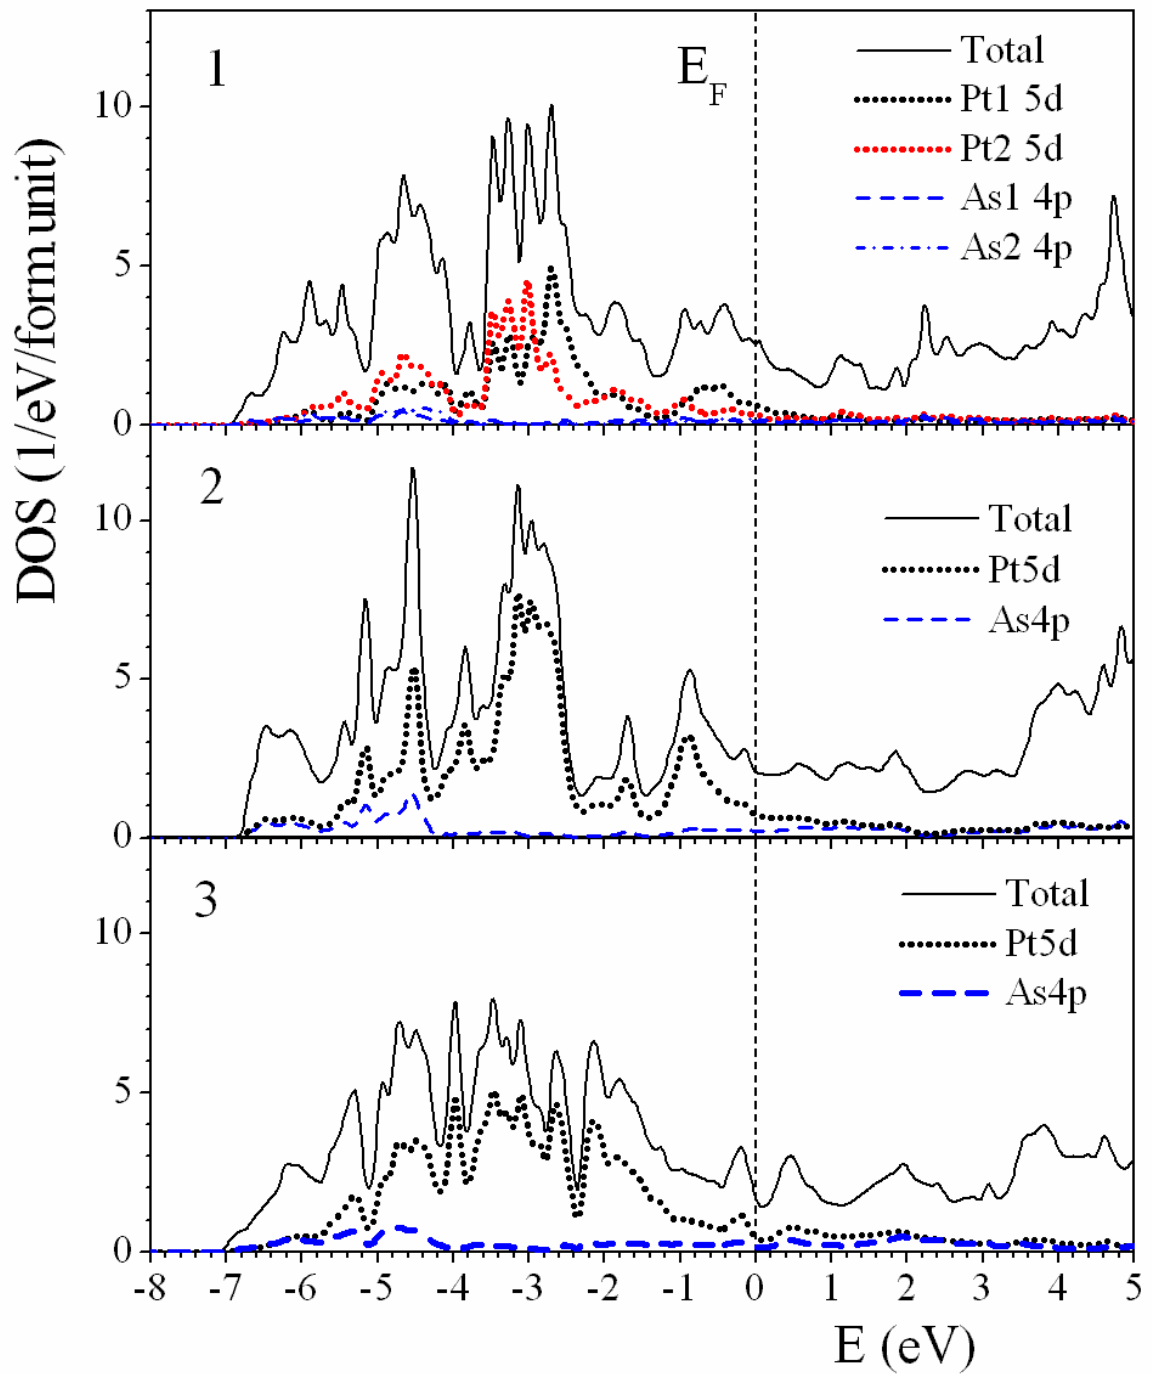 1
E_F
Total
Pt1 5d
Pt2 5d
As1 4p
As2 4p
10
5
0
DOS (1/eV/form unit)
2
Total
Pt5d
As4p
10
5
0
3
Total
Pt5d
As4p
10
5
0
-8 -7 -6 -5 -4 -3 -2 -1 0 1 2 3 4 5
E (eV)